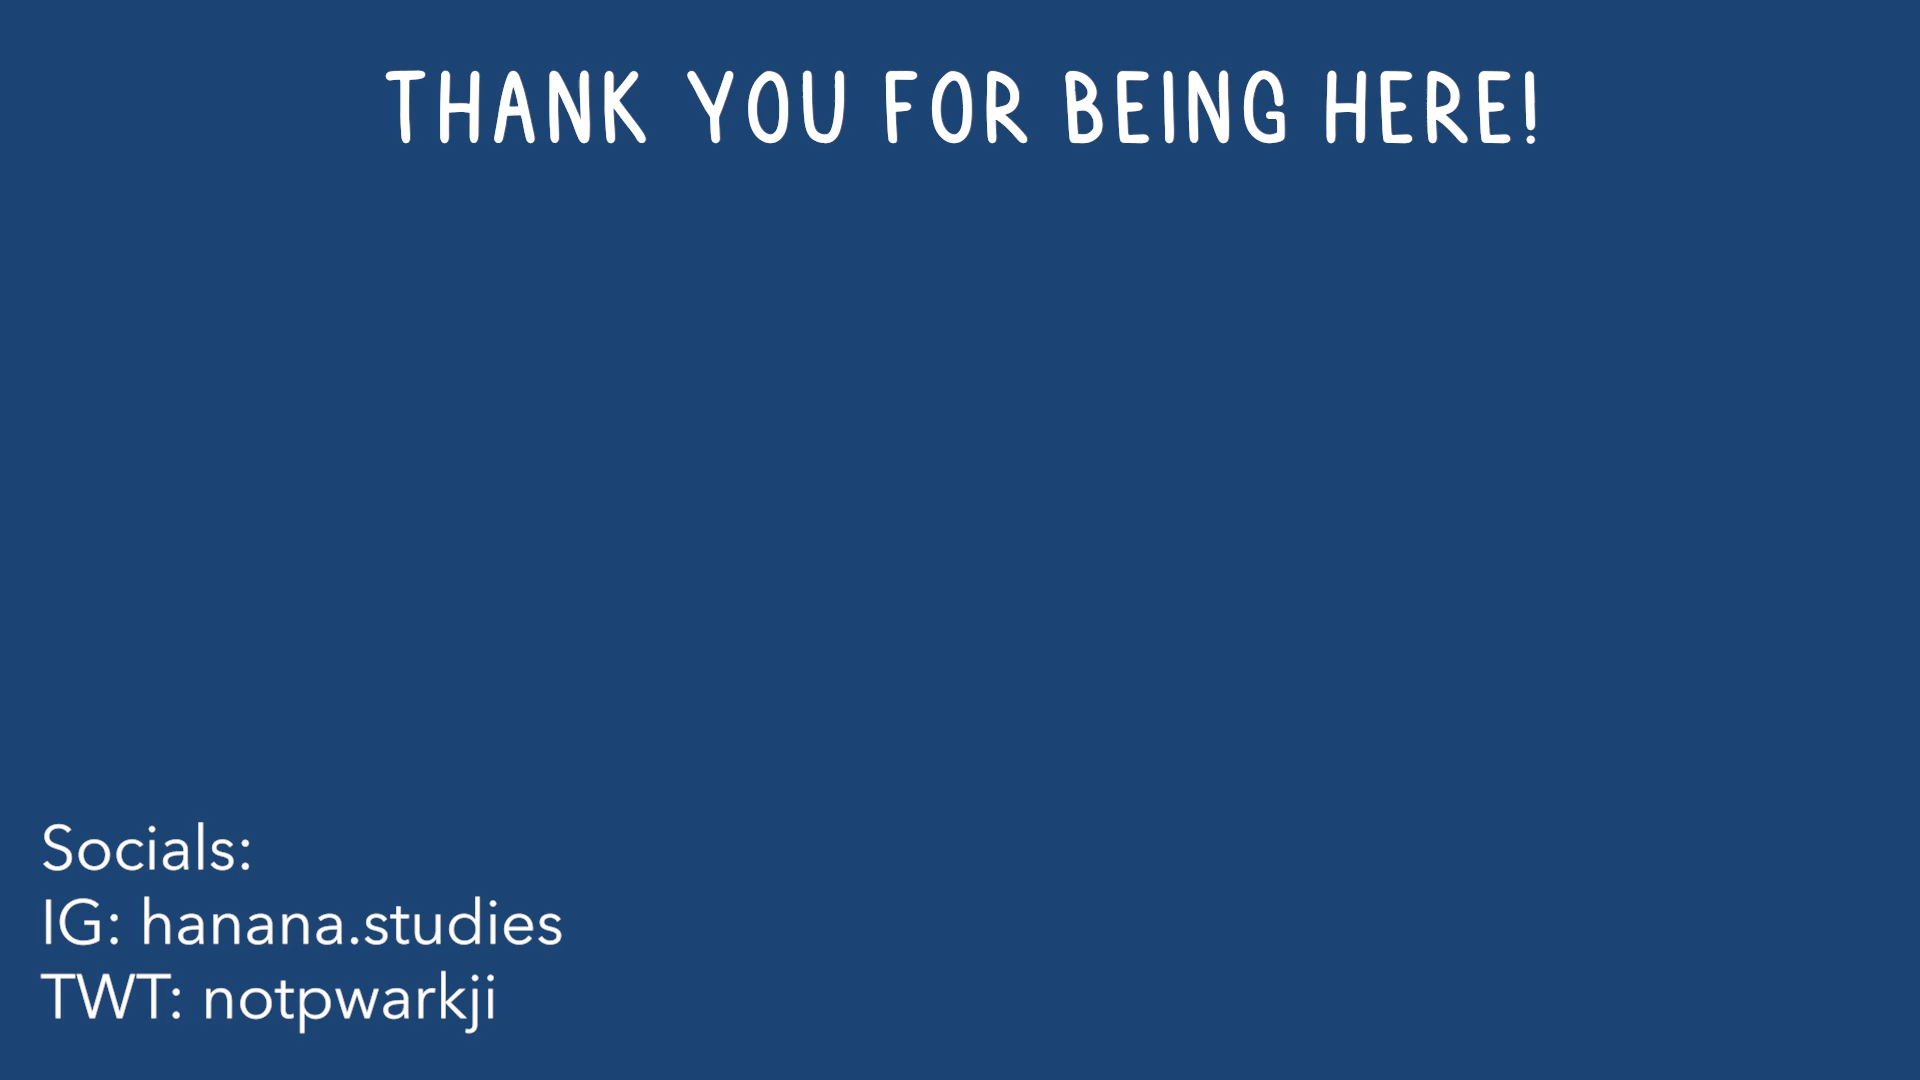 THANK YOU FOR BEING HERE!
Socials:
IG: hanana.studies
TWT: notpwarkji